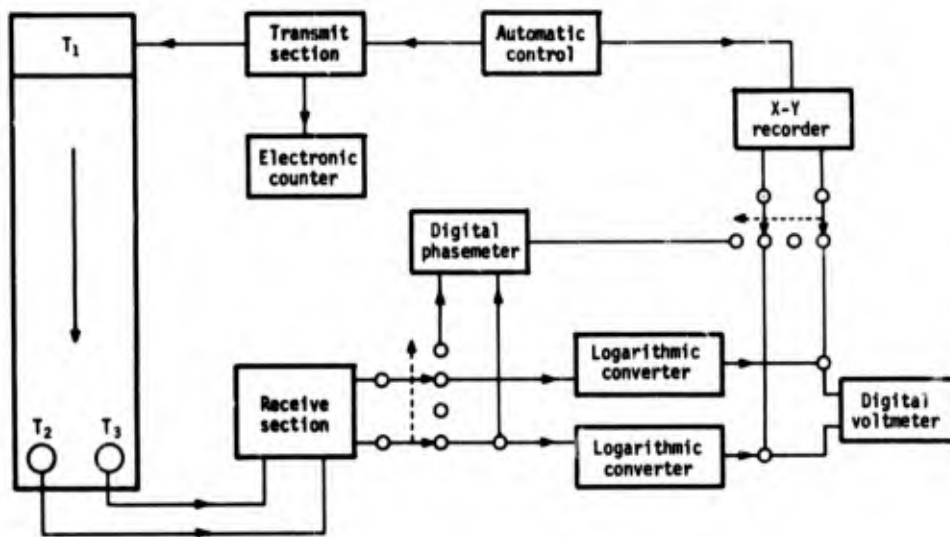 T1
Transmit
section
Automatic
control
X-Y
recorder
Electronic
counter
Digital
phasemeter
Receive
section
Logarithmic
converter
Digital
voltmeter
Logarithmic
converter
T2
T3